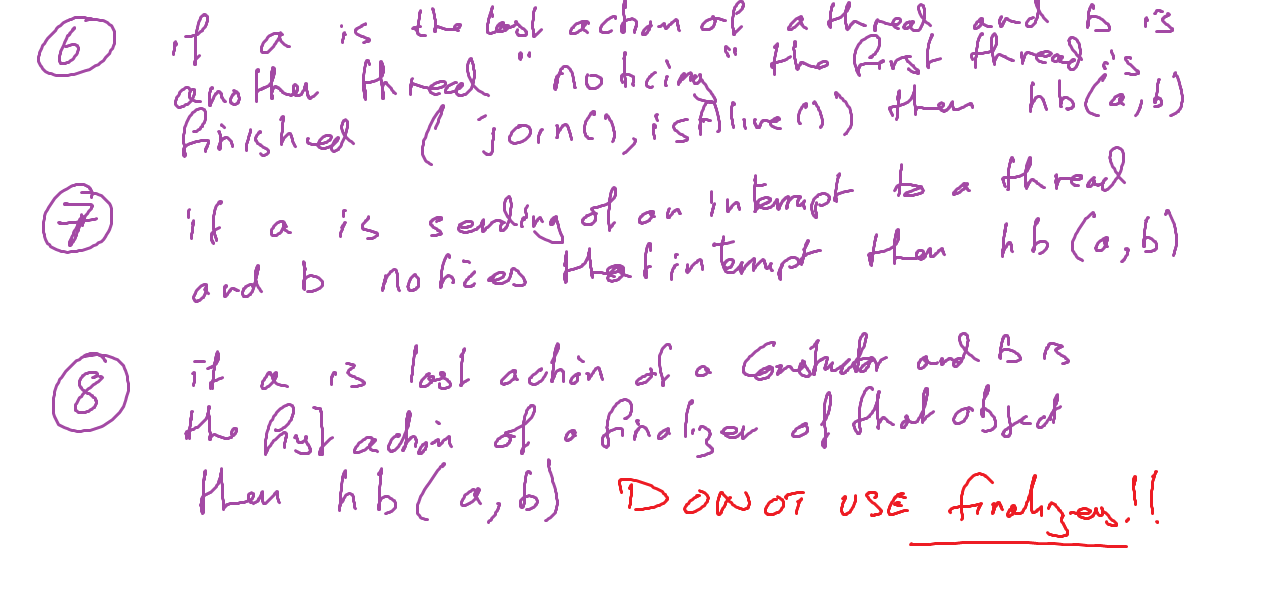 6 if a is the last action of a thread and b is
another thread "noticing" the first thread is
finished ( join(), isAlive() ) then hb(a,b)
7 if a is sending of an interrupt to a thread
and b notices that interrupt then hb(a,b)
8 if a is last action of a Constuctor and b is
the first action of a finalizer of that object
then hb(a,b) DO NOT USE finalizers!!